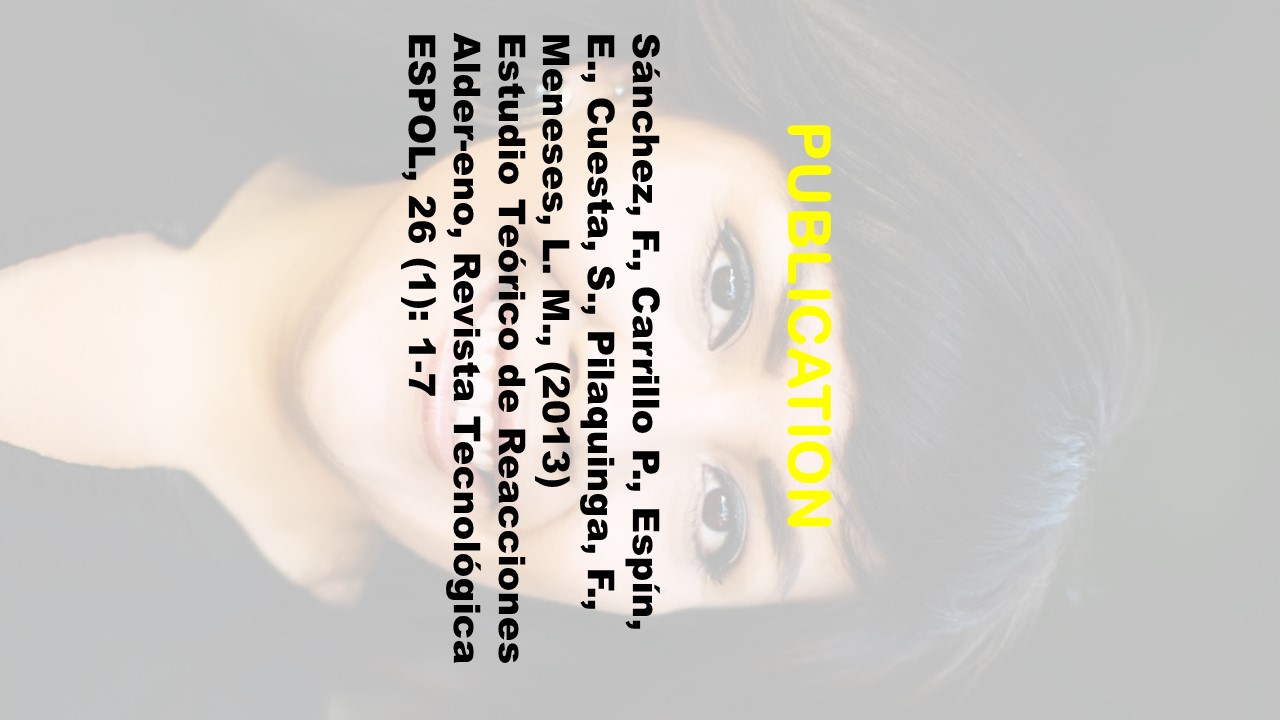 PUBLICATION
Sánchez, F., Carrillo P., Espín,
E., Cuesta, S., Pilaquinga, F.,
Meneses, L. M., (2013)
Estudio Teórico de Reacciones
Alder-eno, Revista Tecnológica
ESPOL, 26 (1): 1-7